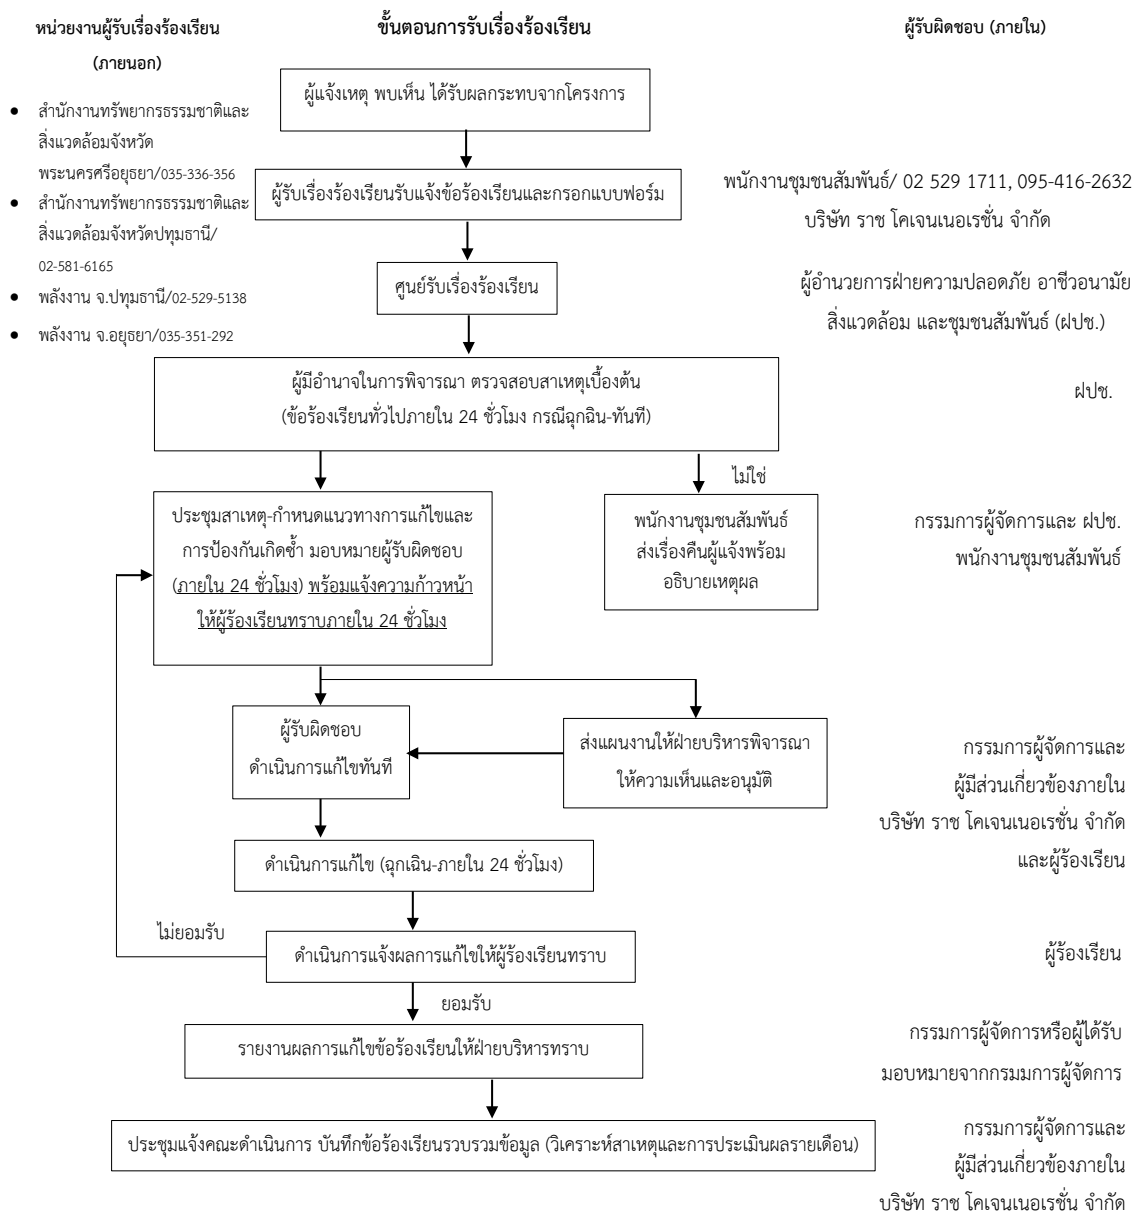 หน่วยงานผู้รับเรื่องร้องเรียน
(ภายนอก)
• สำนักงานทรัพยากรธรรมชาติและ
สิ่งแวดล้อมจังหวัด
พระนครศรีอยุธยา/035-336-356
• สำนักงานทรัพยากรธรรมชาติและ
สิ่งแวดล้อมจังหวัดปทุมธานี/
02-581-6165
• พลังงาน จ.ปทุมธานี/02-529-5138
• พลังงาน จ.อยุธยา/035-351-292
ขั้นตอนการรับเรื่องร้องเรียน
ผู้แจ้งเหตุ พบเห็น ได้รับผลกระทบจากโครงการ
ผู้รับเรื่องร้องเรียนรับแจ้งข้อร้องเรียนและกรอกแบบฟอร์ม
ศูนย์รับเรื่องร้องเรียน
ผู้มีอำนาจในการพิจารณา ตรวจสอบสาเหตุเบื้องต้น
(ข้อร้องเรียนทั่วไปภายใน 24 ชั่วโมง กรณีฉุกฉิน-ทันที)
ไม่ใช่
ประชุมสาเหตุ-กำหนดแนวทางการแก้ไขและ
การป้องกันเกิดซ้ำ มอบหมายผู้รับผิดชอบ
(ภายใน 24 ชั่วโมง) พร้อมแจ้งความก้าวหน้า
ให้ผู้ร้องเรียนทราบภายใน 24 ชั่วโมง
พนักงานชุมชนสัมพันธ์
ส่งเรื่องคืนผู้แจ้งพร้อม
อธิบายเหตุผล
ผู้รับผิดชอบ
ดำเนินการแก้ไขทันที
ส่งแผนงานให้ฝ่ายบริหารพิจารณา
ให้ความเห็นและอนุมัติ
ดำเนินการแก้ไข (ฉุกเฉิน-ภายใน 24 ชั่วโมง)
ไม่ยอมรับ
ดำเนินการแจ้งผลการแก้ไขให้ผู้ร้องเรียนทราบ
ยอมรับ
รายงานผลการแก้ไขข้อร้องเรียนให้ฝ่ายบริหารทราบ
ประชุมแจ้งคณะดำเนินการ บันทึกข้อร้องเรียนรวบรวมข้อมูล (วิเคราะห์สาเหตุและการประเมินผลรายเดือน)
ผู้รับผิดชอบ (ภายใน)
พนักงานชุมชนสัมพันธ์/ 02 529 1711, 095-416-2632
บริษัท ราช โคเจนเนอเรชั่น จำกัด
ผู้อำนวยการฝ่ายความปลอดภัย อาชีวอนามัย
สิ่งแวดล้อม และชุมชนสัมพันธ์ (ฝปช.)
ฝปช.
กรรมการผู้จัดการและ ฝปช.
พนักงานชุมชนสัมพันธ์
กรรมการผู้จัดการและ
ผู้มีส่วนเกี่ยวข้องภายใน
บริษัท ราช โคเจนเนอเรชั่น จำกัด
และผู้ร้องเรียน
ผู้ร้องเรียน
กรรมการผู้จัดการหรือผู้ได้รับ
มอบหมายจากกรมมการผู้จัดการ
กรรมการผู้จัดการและ
ผู้มีส่วนเกี่ยวข้องภายใน
บริษัท ราช โคเจนเนอเรชั่น จำกัด